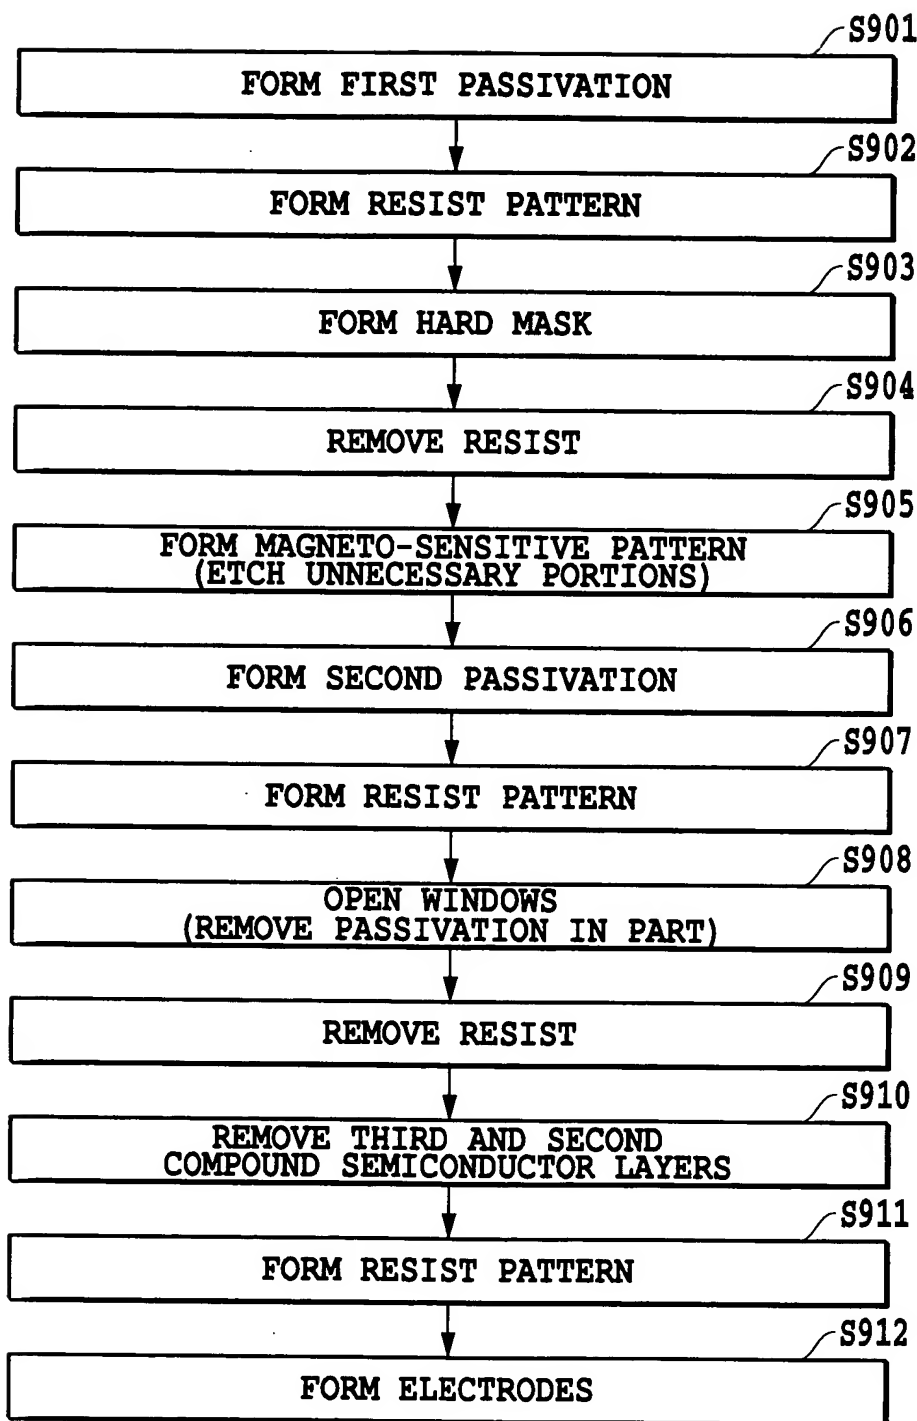 S901
FORM FIRST PASSIVATION
S902
FORM RESIST PATTERN
S903
FORM HARD MASK
S904
REMOVE RESIST
S905
FORM MAGNETO-SENSITIVE PATTERN
(ETCH UNNECESSARY PORTIONS)
S906
FORM SECOND PASSIVATION
S907
FORM RESIST PATTERN
S908
OPEN WINDOWS
(REMOVE PASSIVATION IN PART)
S909
REMOVE RESIST
S910
REMOVE THIRD AND SECOND
COMPOUND SEMICONDUCTOR LAYERS
S911
FORM RESIST PATTERN
S912
FORM ELECTRODES